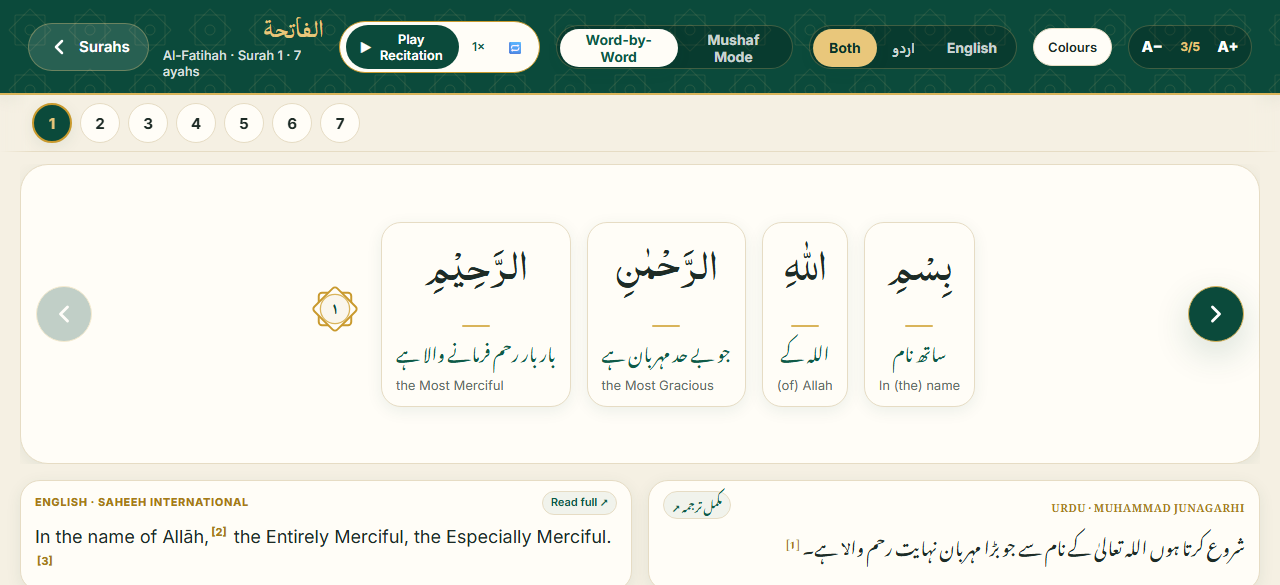 Surahs
الفاتحة
Al-Fatihah · Surah 1 · 7
ayahs
▶ Play
Recitation
1×
Word-by-
Word
Mushaf
Mode
Both
اردو
English
Colours
A−
3/5
A+
1 2 3 4 5 6 7
بِسْمِ اللّٰهِ الرَّحْمٰنِ الرَّحِيْمِ ١
ساتھ نام
اللہ کے
جو بے حد مہربان ہے
بار بار رحم فرمانے والا ہے
In (the) name
(of) Allah
the Most Gracious
the Most Merciful
ENGLISH · SAHEEH INTERNATIONAL
Read full ↗
In the name of Allāh,[2] the Entirely Merciful, the Especially Merciful.
[3]
URDU · MUHAMMAD JUNAGARHI
مکمل ترجمہ ↗
شروع کرتا ہوں اللہ تعالیٰ کے نام سے جو بڑا مہربان نہایت رحم والا ہے۔ [1]